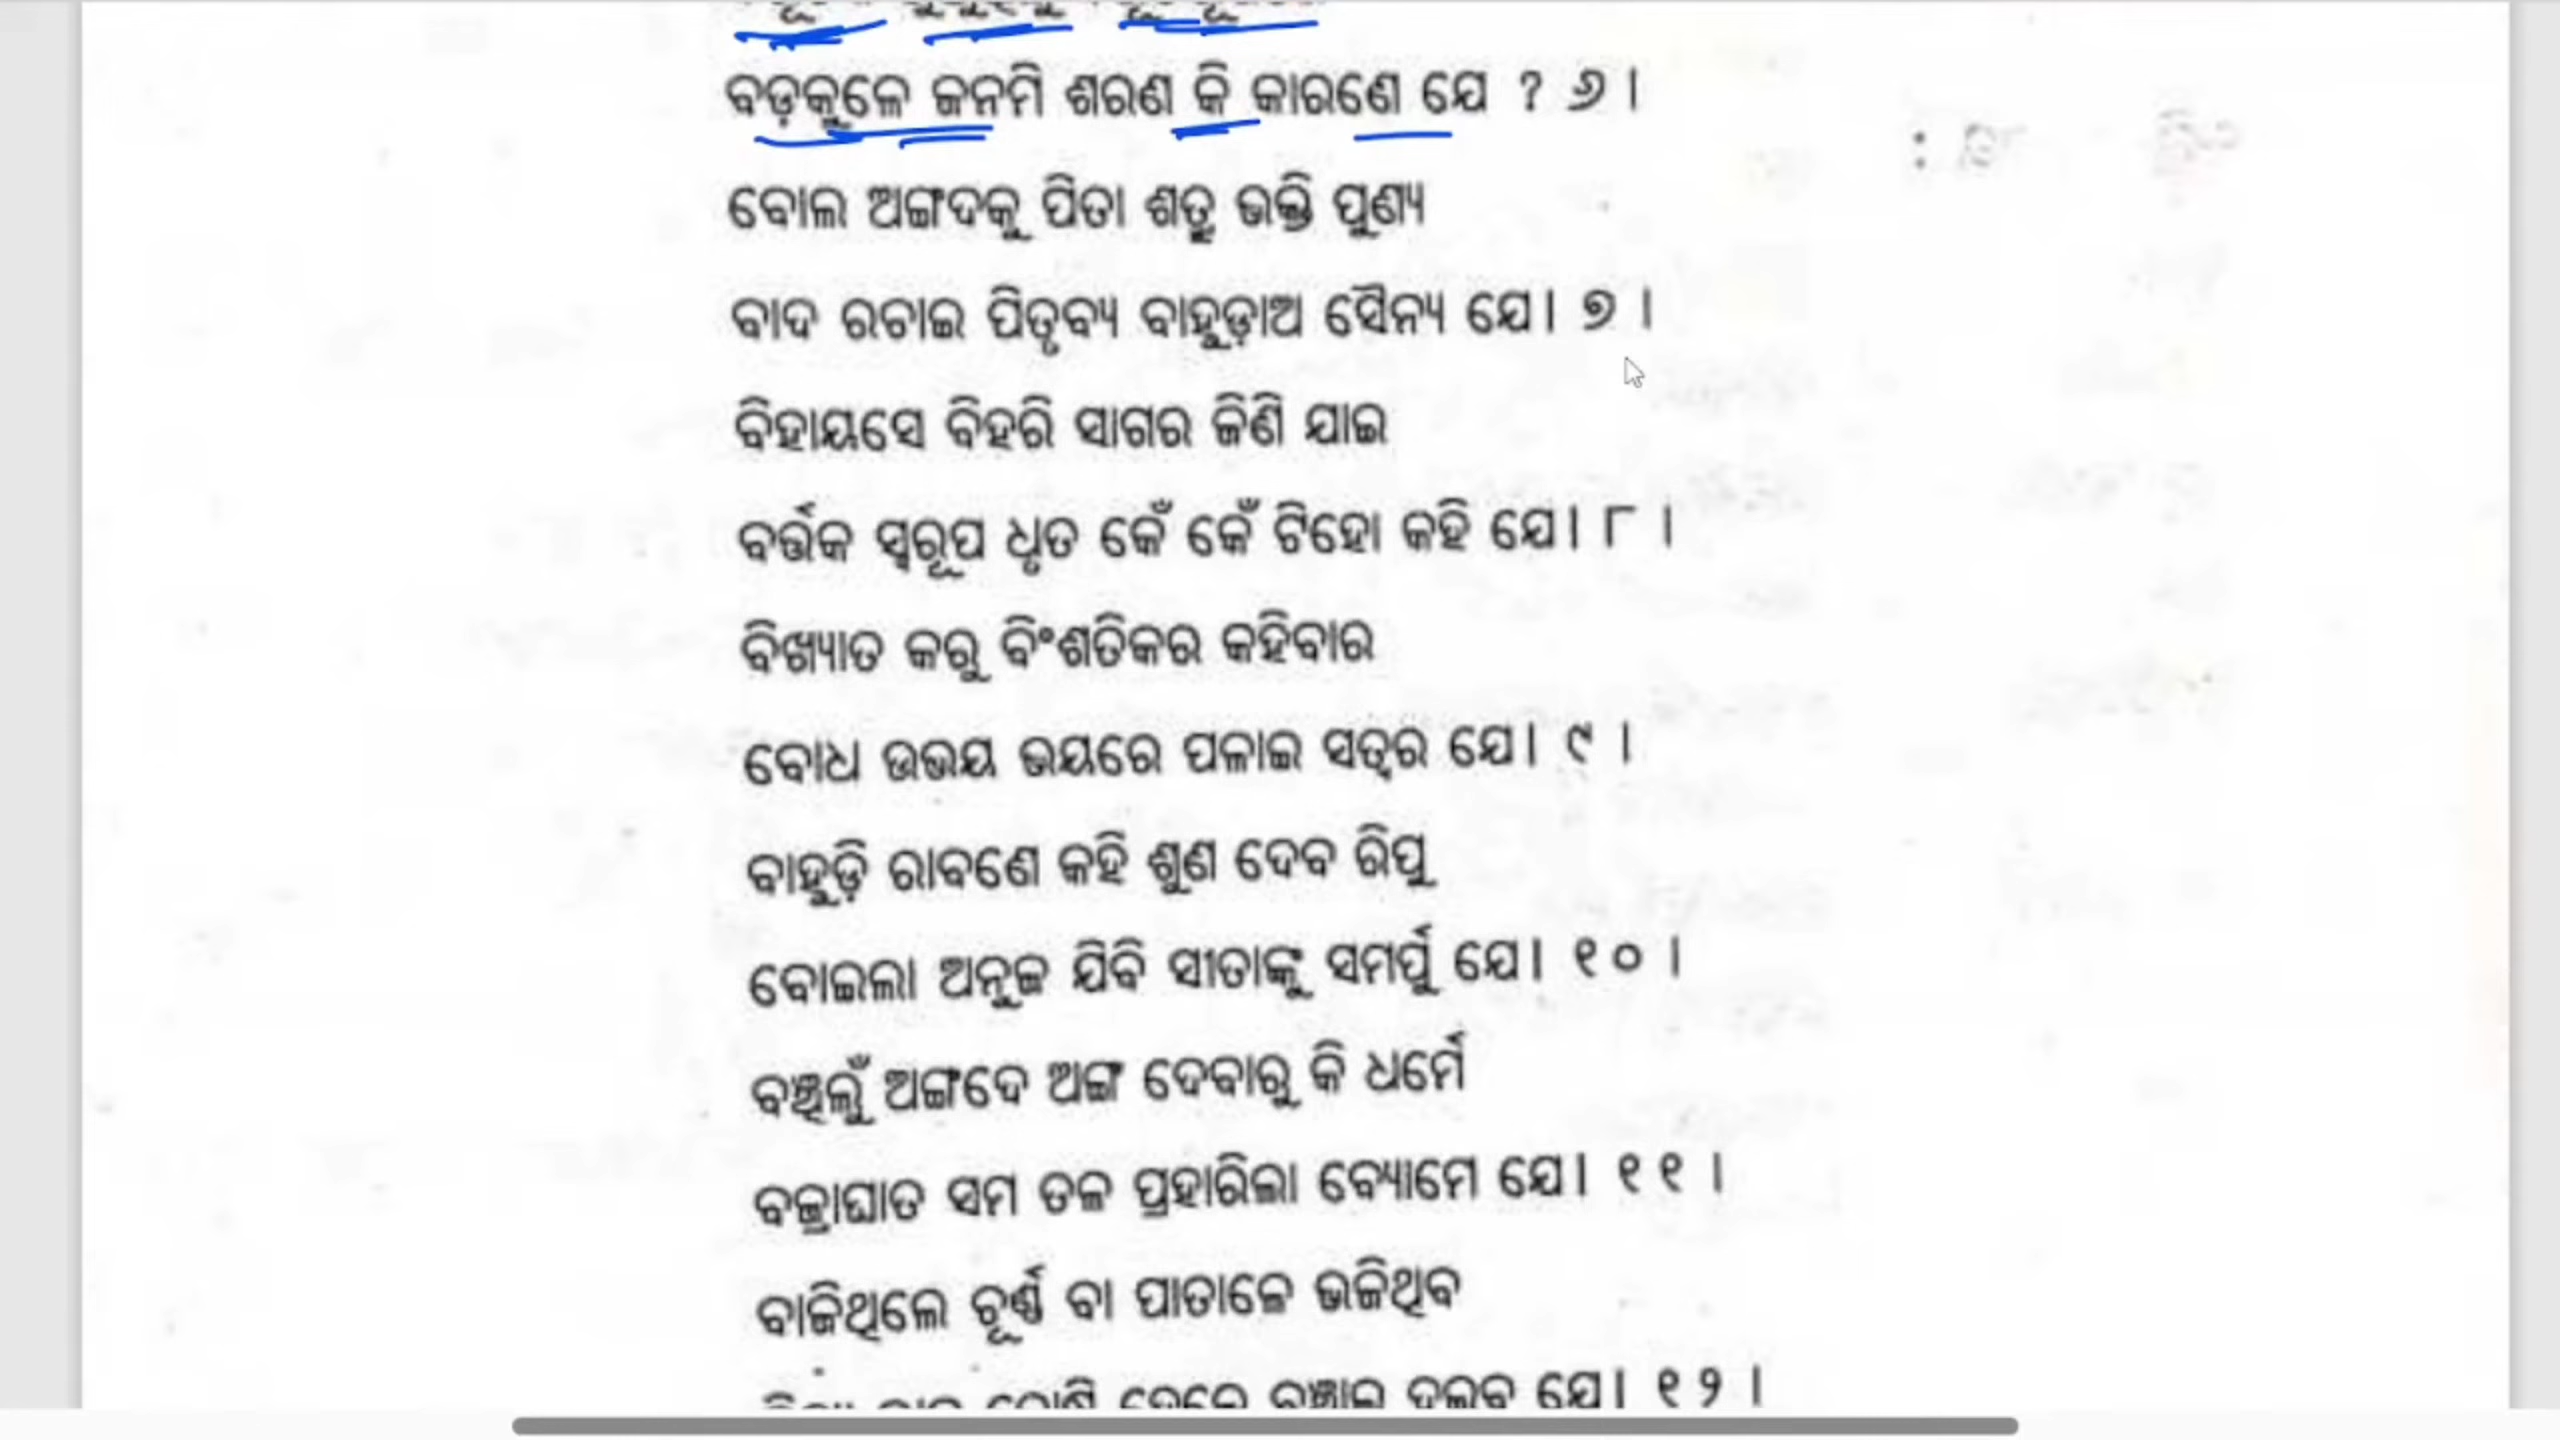 ବଡ଼କୁଳେ ଜନମି ଶରଣ କି କାରଣେ ଯେ ? ୬ ।
ବୋଲ ଅଙ୍ଗଦକୁ ପିତା ଶତ୍ରୁ ଭକ୍ତି ପୁଣ୍ୟ
ବାଦ ରଚାଇ ପିତୃବ୍ୟ ବାହୁଡ଼ାଅ ସୈନ୍ୟ ଯେ। ୭ ।
ବିହାୟସେ ବିହରି ସାଗର ଜିଣି ଯାଇ
ବର୍ତ୍ତକ ସ୍ୱରୂପ ଧୃତ କେଁ କେଁ ଟିହୋ କହି ଯେ। ୮ ।
ବିଖ୍ୟାତ କରୁ ବିଂଶତିକର କହିବାର
ବୋଧ ଉଭୟ ଭୟରେ ପଳାଇ ସତ୍ୱର ଯେ। ୯ ।
ବାହୁଡ଼ି ରାବଣେ କହି ଶୁଣ ଦେବ ରିପୁ
ବୋଇଲା ଅନୁଜ ଯିବି ସୀତାଙ୍କୁ ସମର୍ପୁ ଯେ। ୧୦ ।
ବଞ୍ଚିଲୁଁ ଅଙ୍ଗଦେ ଅଙ୍ଗ ଦେବାରୁ କି ଧର୍ମେ
ବଜ୍ରାଘାତ ସମ ତଳ ପ୍ରହାରିଲା ବ୍ୟୋମେ ଯେ। ୧୧ ।
ବାଜିଥିଲେ ଚୂର୍ଣ୍ଣ ବା ପାତାଳେ ଭଜିଥିବ
ଯେ। ୧୨ ।